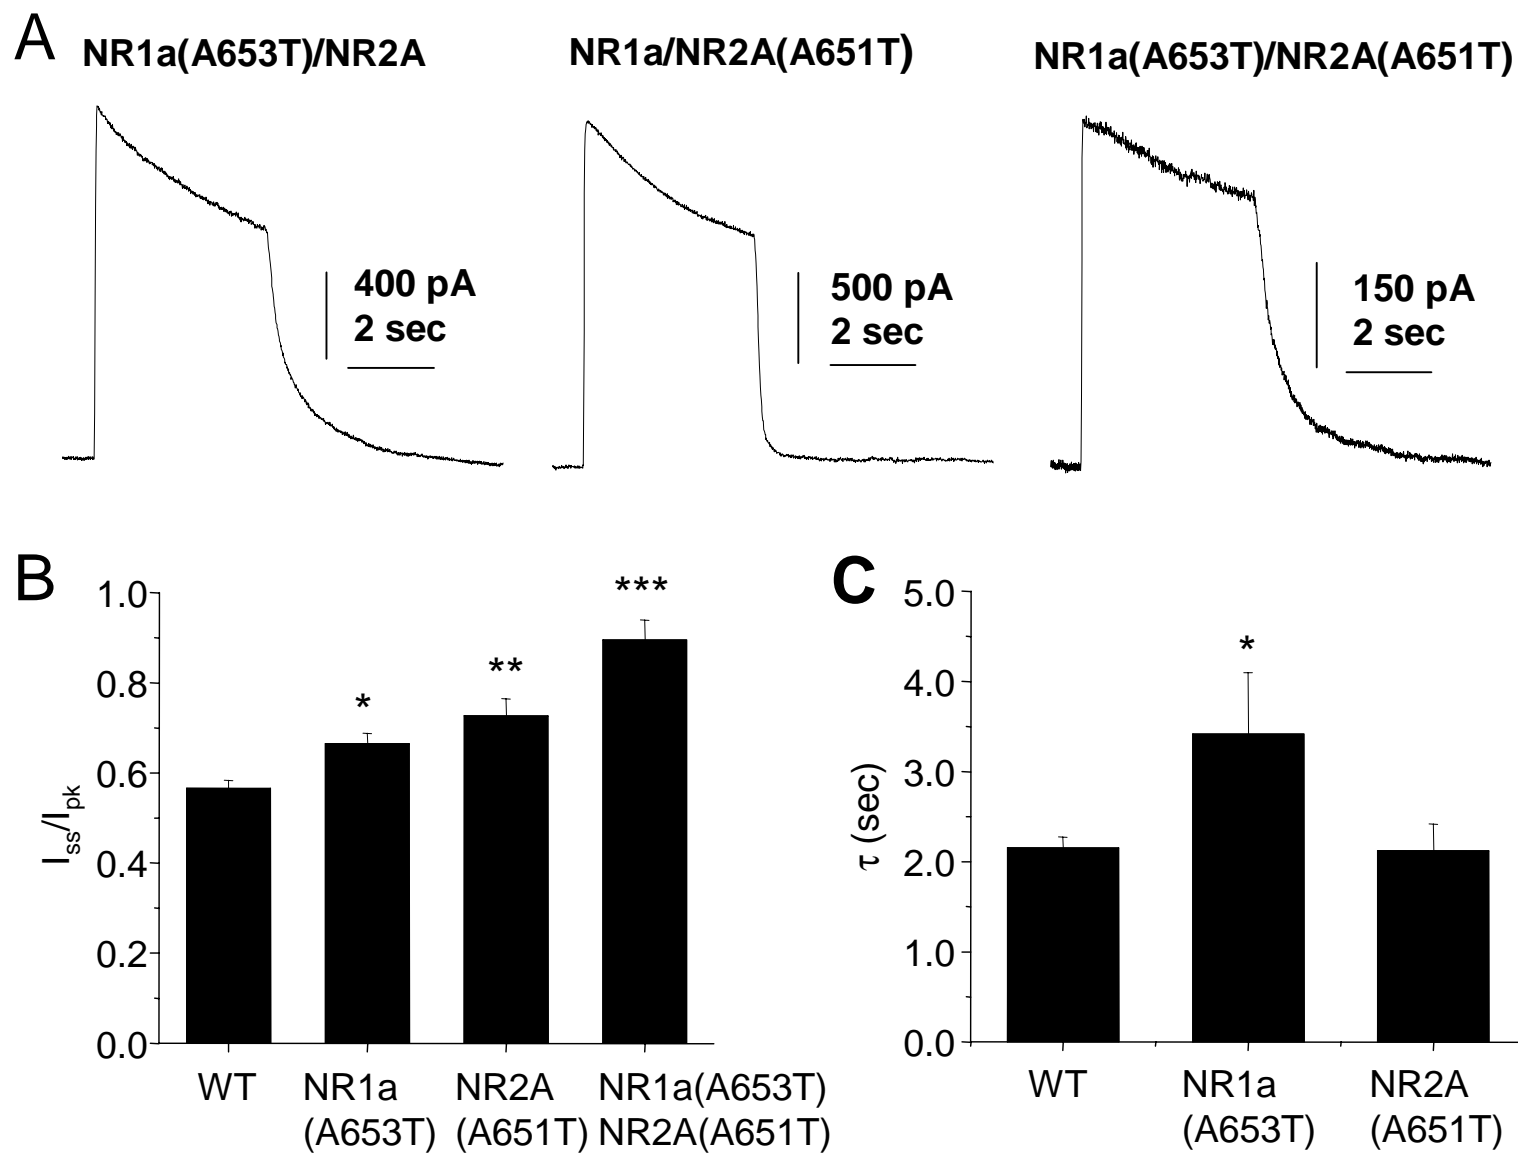 A
NR1a(A653T)/NR2A
NR1a/NR2A(A651T)
NR1a(A653T)/NR2A(A651T)
400 pA
2 sec
500 pA
2 sec
150 pA
2 sec
B
1.0
0.8
0.6
0.4
0.2
0.0
Iss/Ipk
*
**
***
WT
NR1a
(A653T)
NR2A
(A651T)
NR1a(A653T)
NR2A(A651T)
C
5.0
4.0
3.0
2.0
1.0
0.0
τ (sec)
*
WT
NR1a
(A653T)
NR2A
(A651T)